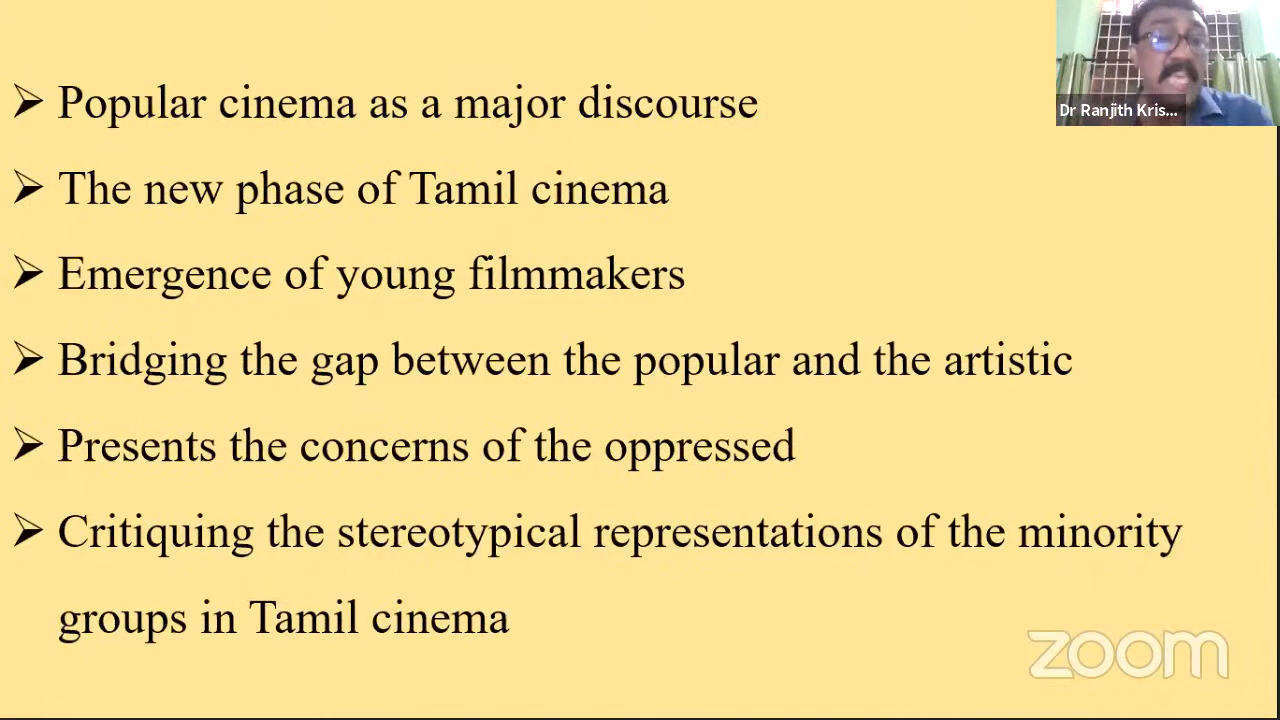 ➢ Popular cinema as a major discourse
➢ The new phase of Tamil cinema
➢ Emergence of young filmmakers
➢ Bridging the gap between the popular and the artistic
➢ Presents the concerns of the oppressed
➢ Critiquing the stereotypical representations of the minority
groups in Tamil cinema
Dr Ranjith Kris...
zoom